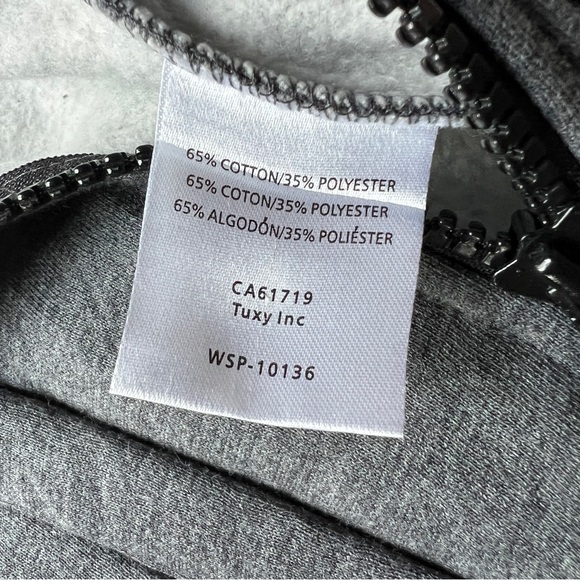 65% COTTON/35% POLYESTER
65% COTON/35% POLYESTER
65% ALGODÓN/35% POLIÉSTER
CA61719
Tuxy Inc
WSP-10136